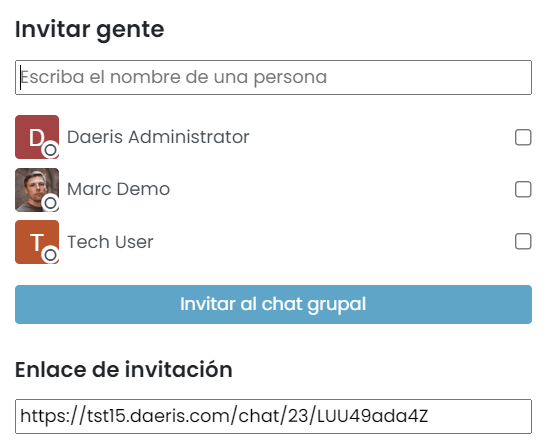 Invitar gente
Escriba el nombre de una persona
D Daeris Administrator
Marc Demo
T Tech User
Invitar al chat grupal
Enlace de invitación
https://tst15.daeris.com/chat/23/LUU49ada4Z